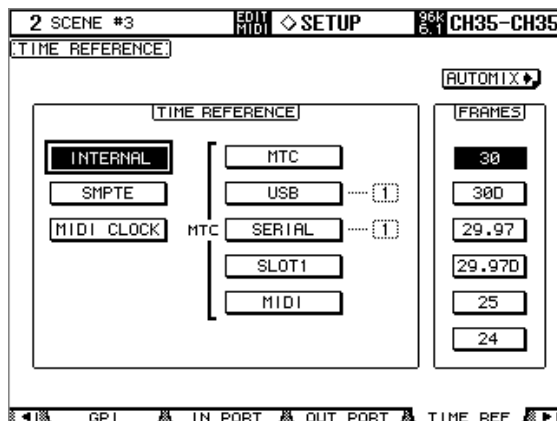 2 SCENE #3 EDIT MIDI ◇SETUP 96k 6.1 CH35-CH35
TIME REFERENCE
AUTOMIX
TIME REFERENCE FRAMES
INTERNAL MTC 30
SMPTE USB 1 30D
MIDI CLOCK MTC SERIAL 1 29.97
SLOT1 29.97D
MIDI 25
24
GPI IN PORT OUT PORT TIME REF